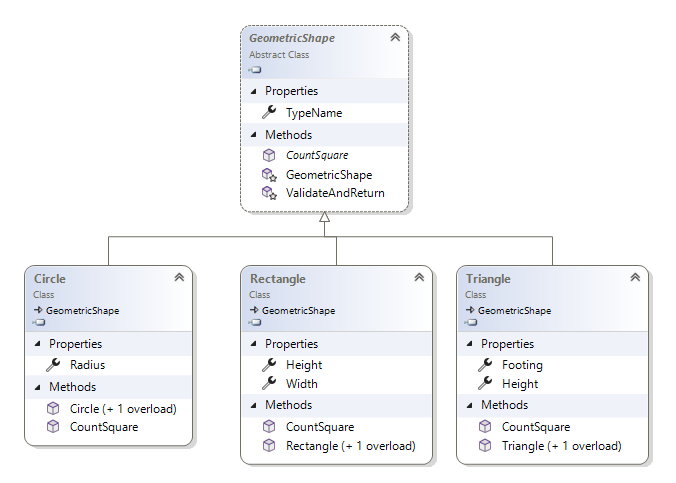 GeometricShape
Abstract Class
Properties
TypeName
Methods
CountSquare
GeometricShape
ValidateAndReturn
Circle
Class
GeometricShape
Properties
Radius
Methods
Circle (+ 1 overload)
CountSquare
Rectangle
Class
GeometricShape
Properties
Height
Width
Methods
CountSquare
Rectangle (+ 1 overload)
Triangle
Class
GeometricShape
Properties
Footing
Height
Methods
CountSquare
Triangle (+ 1 overload)